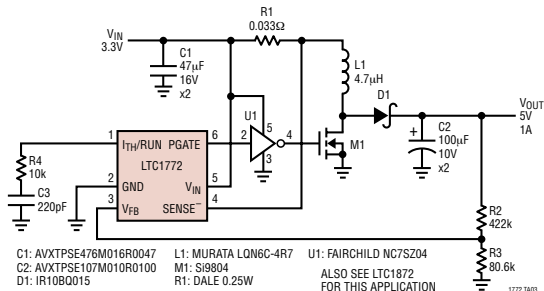 VIN
3.3V
R1
0.033Ω
C1
47µF
16V
x2
L1
4.7µH
D1
VOUT
5V
1A
U1
5
2
4
3
M1
+
C2
100µF
10V
x2
1
ITH/RUN
PGATE
6
LTC1772
R4
10k
2
GND
VIN
5
C3
220pF
3
VFB
SENSE–
4
R2
422k
R3
80.6k
C1: AVXTPSE476M016R0047
L1: MURATA LQN6C-4R7
U1: FAIRCHILD NC7SZ04
C2: AVXTPSE107M010R0100
M1: Si9804
D1: IR10BQ015
R1: DALE 0.25W
ALSO SEE LTC1872
FOR THIS APPLICATION
1772 TA03